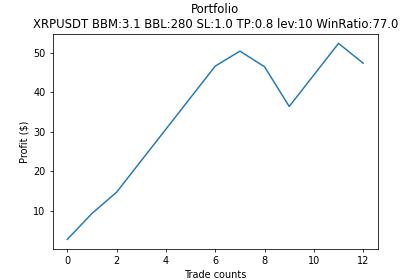 Portfolio
XRPUSDT BBM:3.1 BBL:280 SL:1.0 TP:0.8 lev:10 WinRatio:77.0
Profit ($)
50
40
30
20
10
0 2 4 6 8 10 12
Trade counts